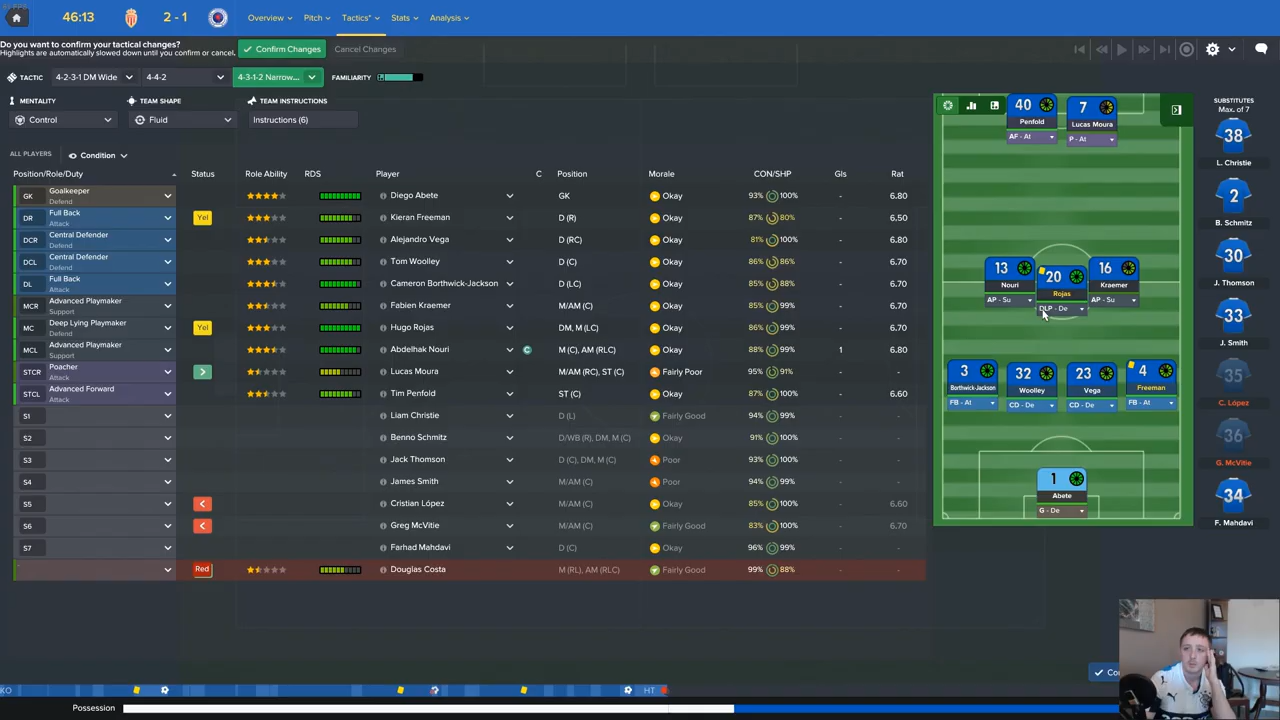 46:13
2 - 1
Overview
Pitch
Tactics*
Stats
Analysis
Do you want to confirm your tactical changes?
Highlights are automatically slowed down until you confirm or cancel.
Confirm Changes
Cancel Changes
TACTIC
4-2-3-1 DM Wide
4-4-2
4-3-1-2 Narrow...
FAMILIARITY
MENTALITY
TEAM SHAPE
TEAM INSTRUCTIONS
Control
Fluid
Instructions (6)
ALL PLAYERS
Condition
Position/Role/Duty
Status
Role Ability
RDS
Player
C
Position
Morale
CON/SHP
Gls
Rat
GK Goalkeeper Defend Diego Abete GK Okay 93% 100% - 6.80
DR Full Back Attack Yel Kieran Freeman D (R) Okay 87% 80% - 6.50
DCR Central Defender Defend Alejandro Vega D (RC) Okay 81% 100% - 6.80
DCL Central Defender Defend Tom Woolley D (C) Okay 86% 86% - 6.70
DL Full Back Attack Cameron Borthwick-Jackson D (LC) Okay 85% 88% - 6.70
MCR Advanced Playmaker Support Fabien Kraemer M/AM (C) Okay 85% 99% - 6.70
MC Deep Lying Playmaker Defend Yel Hugo Rojas DM, M (LC) Okay 86% 99% - 6.70
MCL Advanced Playmaker Support Abdelhak Nouri C M (C), AM (RLC) Okay 88% 99% 1 6.80
STCR Poacher Attack Lucas Moura M/AM (RC), ST (C) Fairly Poor 95% 91% - -
STCL Advanced Forward Attack Tim Penfold ST (C) Okay 87% 100% - 6.60
S1 Liam Christie D (L) Fairly Good 94% 99% - -
S2 Benno Schmitz D/WB (R), DM, M (C) Okay 91% 100% - -
S3 Jack Thomson D (C), DM, M (C) Poor 93% 100% - -
S4 James Smith M/AM (C) Poor 94% 99% - -
S5 Cristian López M/AM (C) Okay 85% 100% - 6.60
S6 Greg McVitie M/AM (C) Fairly Good 83% 100% - 6.70
S7 Farhad Mahdavi D (C) Okay 96% 99% - -
Red Douglas Costa M (RL), AM (RLC) Fairly Good 99% 88% - -
40
Penfold
AF - At
7
Lucas Moura
P - At
13
Nouri
AP - Su
20
Rojas
DLP - De
16
Kraemer
AP - Su
3
Borthwick-Jackson
FB - At
32
Woolley
CD - De
23
Vega
CD - De
4
Freeman
FB - At
1
Abete
G - De
SUBSTITUTES
Max. of 7
38
L. Christie
2
B. Schmitz
30
J. Thomson
33
J. Smith
35
C. López
36
G. McVitie
34
F. Mahdavi
KO
HT
Possession